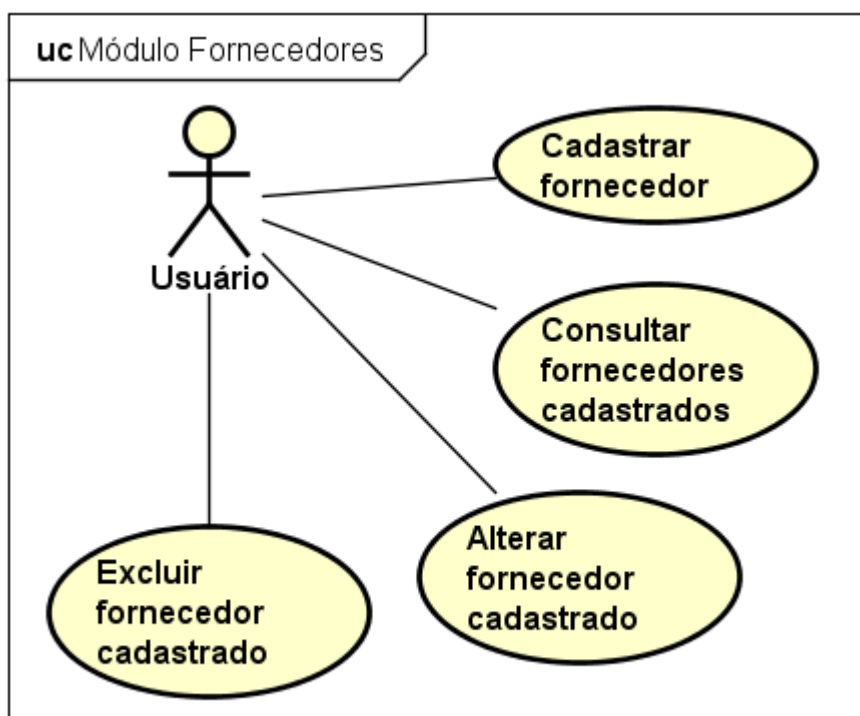 uc Módulo Fornecedores
Usuário
Cadastrar
fornecedor
Consultar
fornecedores
cadastrados
Alterar
fornecedor
cadastrado
Excluir
fornecedor
cadastrado